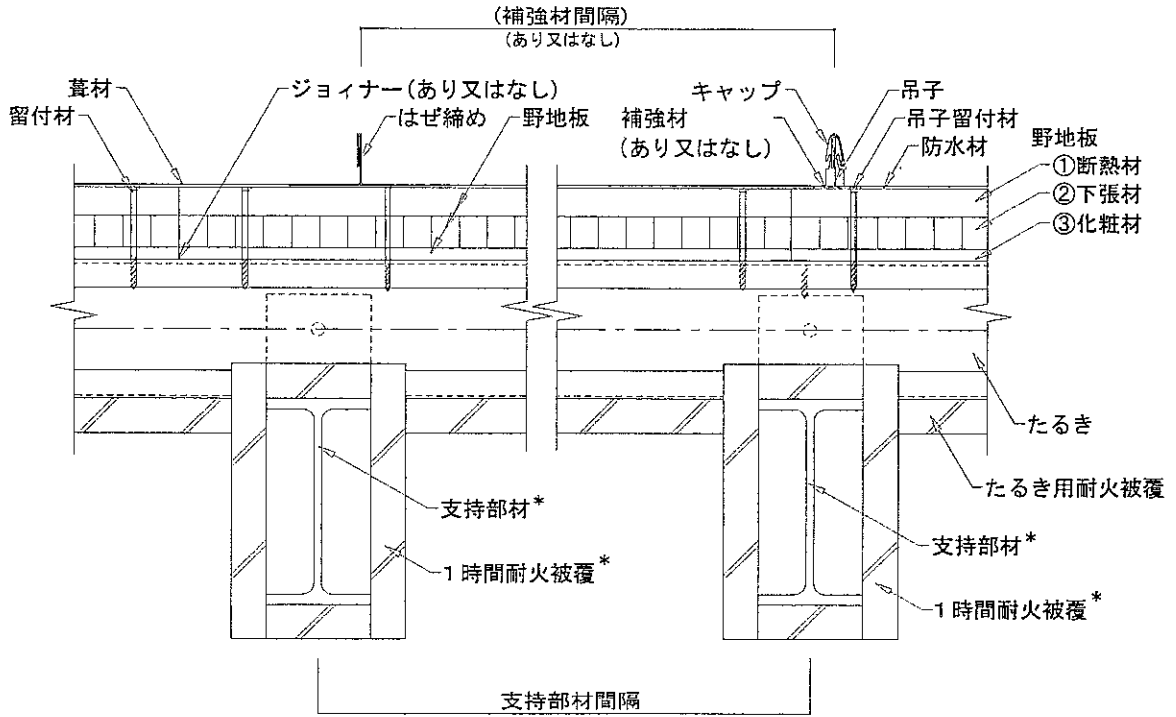 (補強材間隔)
(あり又はなし)
葺材
ジョイナー(あり又はなし)
留付材
はぜ締め
野地板
キャップ
吊子
補強材
(あり又はなし)
吊子留付材
防水材
野地板
①断熱材
②下張材
③化粧材
たるき
たるき用耐火被覆
支持部材*
1時間耐火被覆*
支持部材*
1時間耐火被覆*
支持部材間隔